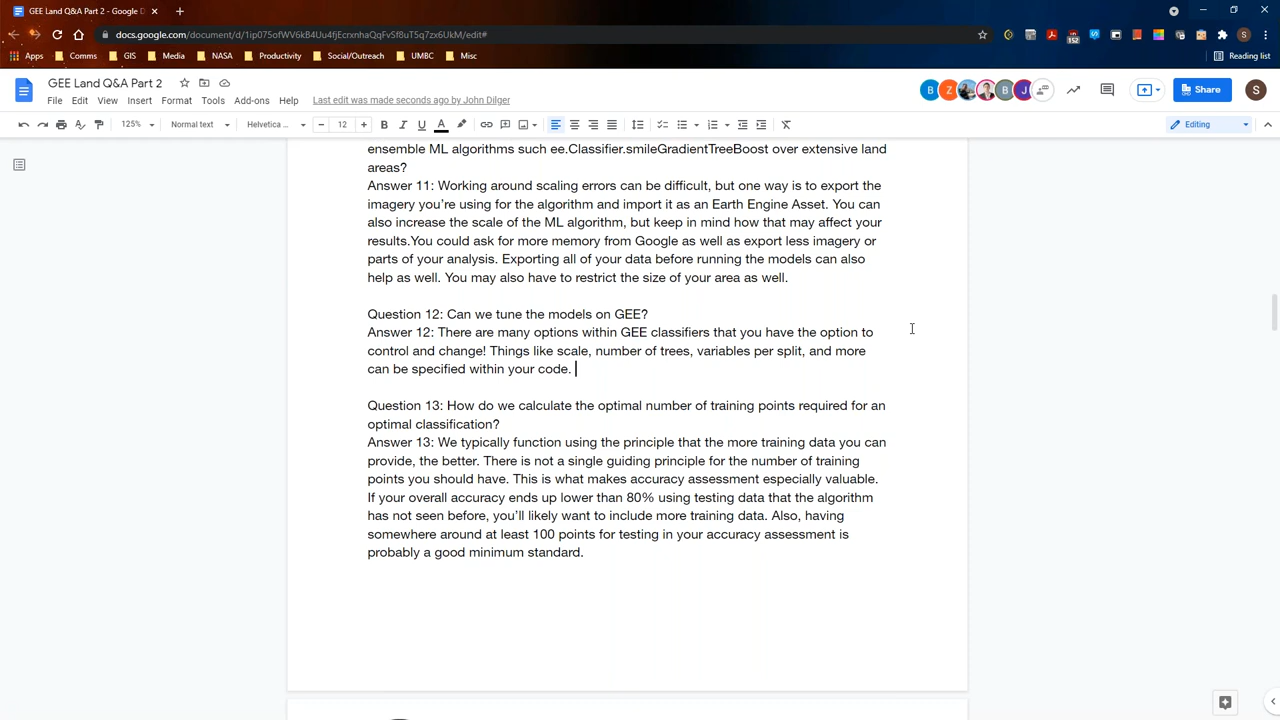 GEE Land Q&A Part 2 - Google D
docs.google.com/document/d/1ip075ofWV6kB4Uu4fjEcrxnhaQqFvSf8uT5q7zx6UkM/edit#
Apps Comms GIS Media NASA Productivity Social/Outreach UMBC Misc Reading list
GEE Land Q&A Part 2
File Edit View Insert Format Tools Add-ons Help Last edit was made seconds ago by John Dilger
B Z B J Share S
125% Normal text Helvetica ... 12 B I U A Editing
ensemble ML algorithms such ee.Classifier.smileGradientTreeBoost over extensive land
areas?
Answer 11: Working around scaling errors can be difficult, but one way is to export the
imagery you're using for the algorithm and import it as an Earth Engine Asset. You can
also increase the scale of the ML algorithm, but keep in mind how that may affect your
results.You could ask for more memory from Google as well as export less imagery or
parts of your analysis. Exporting all of your data before running the models can also
help as well. You may also have to restrict the size of your area as well.
Question 12: Can we tune the models on GEE?
Answer 12: There are many options within GEE classifiers that you have the option to
control and change! Things like scale, number of trees, variables per split, and more
can be specified within your code.
Question 13: How do we calculate the optimal number of training points required for an
optimal classification?
Answer 13: We typically function using the principle that the more training data you can
provide, the better. There is not a single guiding principle for the number of training
points you should have. This is what makes accuracy assessment especially valuable.
If your overall accuracy ends up lower than 80% using testing data that the algorithm
has not seen before, you'll likely want to include more training data. Also, having
somewhere around at least 100 points for testing in your accuracy assessment is
probably a good minimum standard.